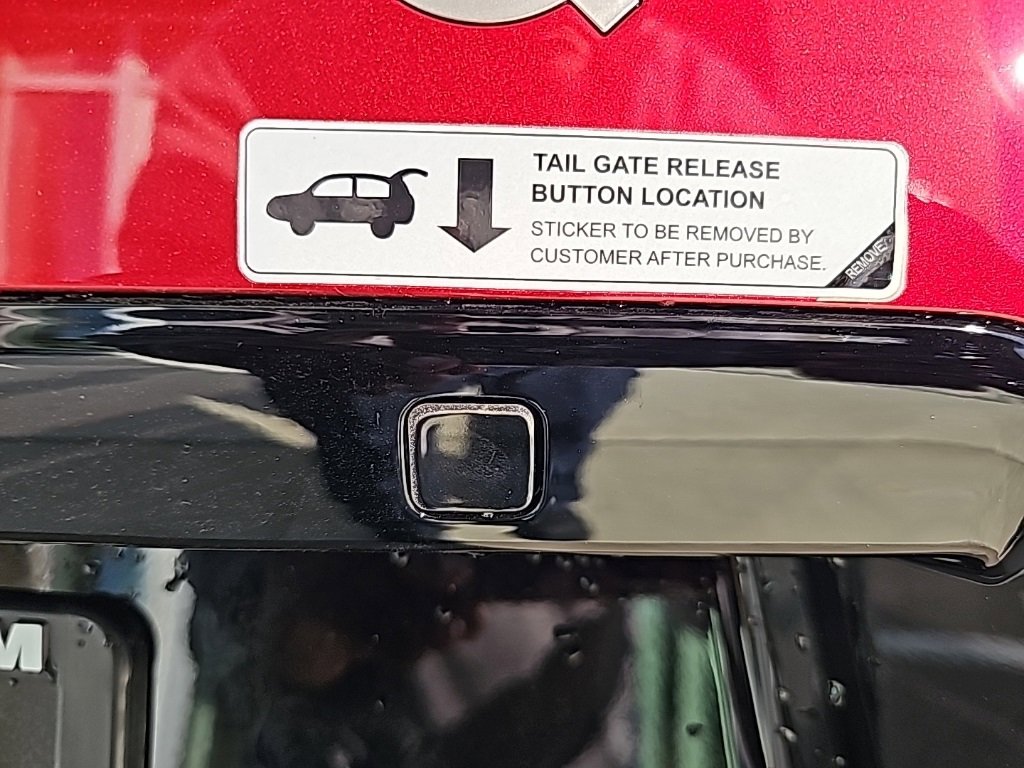 TAIL GATE RELEASE
BUTTON LOCATION
STICKER TO BE REMOVED BY
CUSTOMER AFTER PURCHASE.
REMOVE
M